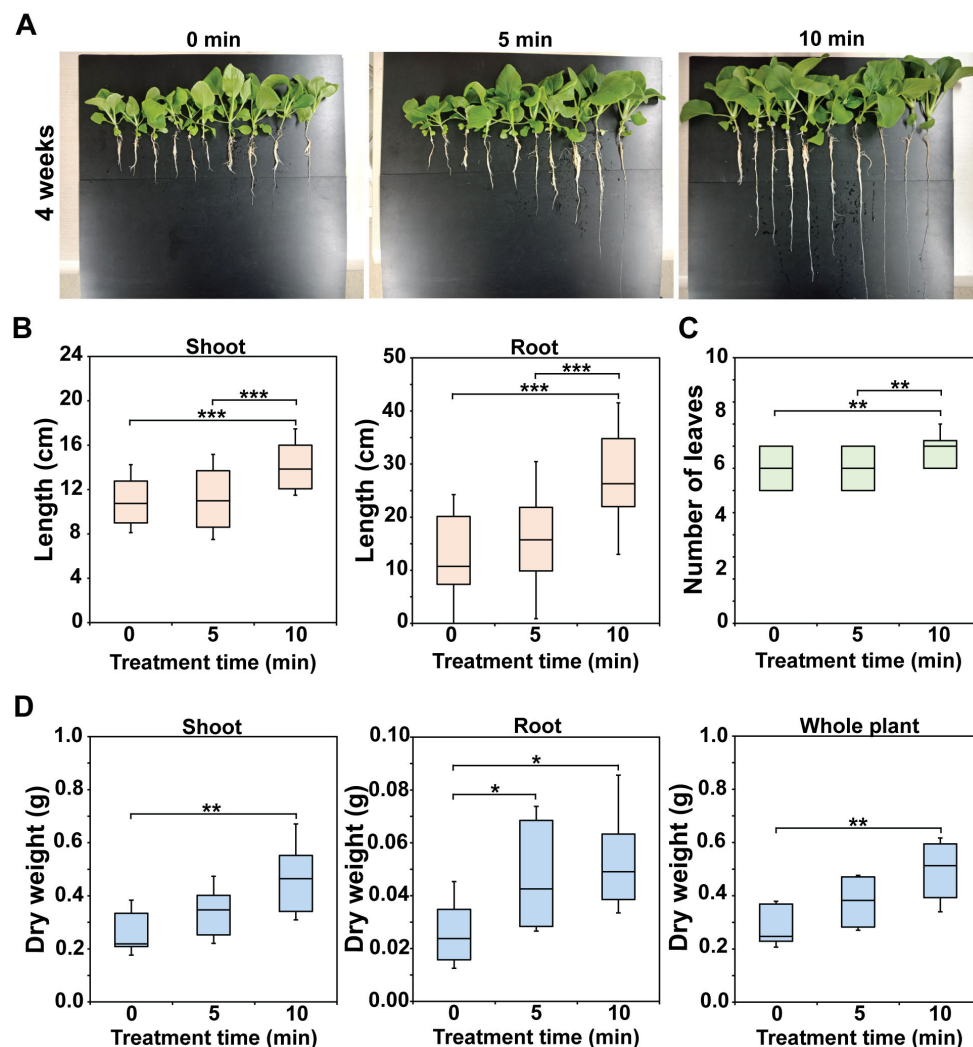 A
0 min
5 min
10 min
4 weeks
B
Shoot
Length (cm)
24
20
16
12
8
4
0
***
***
0
5
10
Treatment time (min)
Root
Length (cm)
50
40
30
20
10
0
***
***
0
5
10
Treatment time (min)
C
Number of leaves
10
8
6
4
2
0
**
**
0
5
10
Treatment time (min)
D
Shoot
Dry weight (g)
1.0
0.8
0.6
0.4
0.2
0.0
**
0
5
10
Treatment time (min)
Root
Dry weight (g)
0.10
0.08
0.06
0.04
0.02
0.00
*
*
0
5
10
Treatment time (min)
Whole plant
Dry weight (g)
1.0
0.8
0.6
0.4
0.2
0.0
**
0
5
10
Treatment time (min)